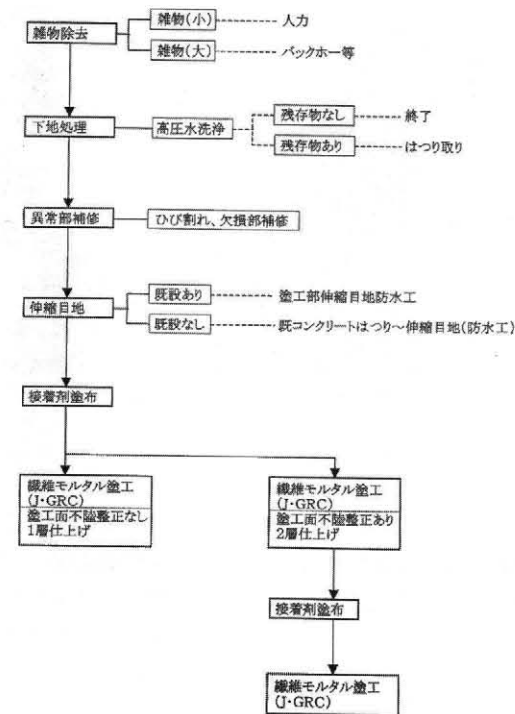 雑物除去
雑物(小)
人力
雑物(大)
バックホー等
下地処理
高圧水洗浄
残存物なし
終了
残存物あり
はつり取り
異常部補修
ひび割れ、欠損部補修
伸縮目地
既設あり
塗工部伸縮目地防水工
既設なし
既コンクリートはつり~伸縮目地(防水工)
接着剤塗布
繊維モルタル塗工
(J・GRC)
塗工面不陸整正なし
1層仕上げ
繊維モルタル塗工
(J・GRC)
塗工面不陸整正あり
2層仕上げ
接着剤塗布
繊維モルタル塗工
(J・GRC)